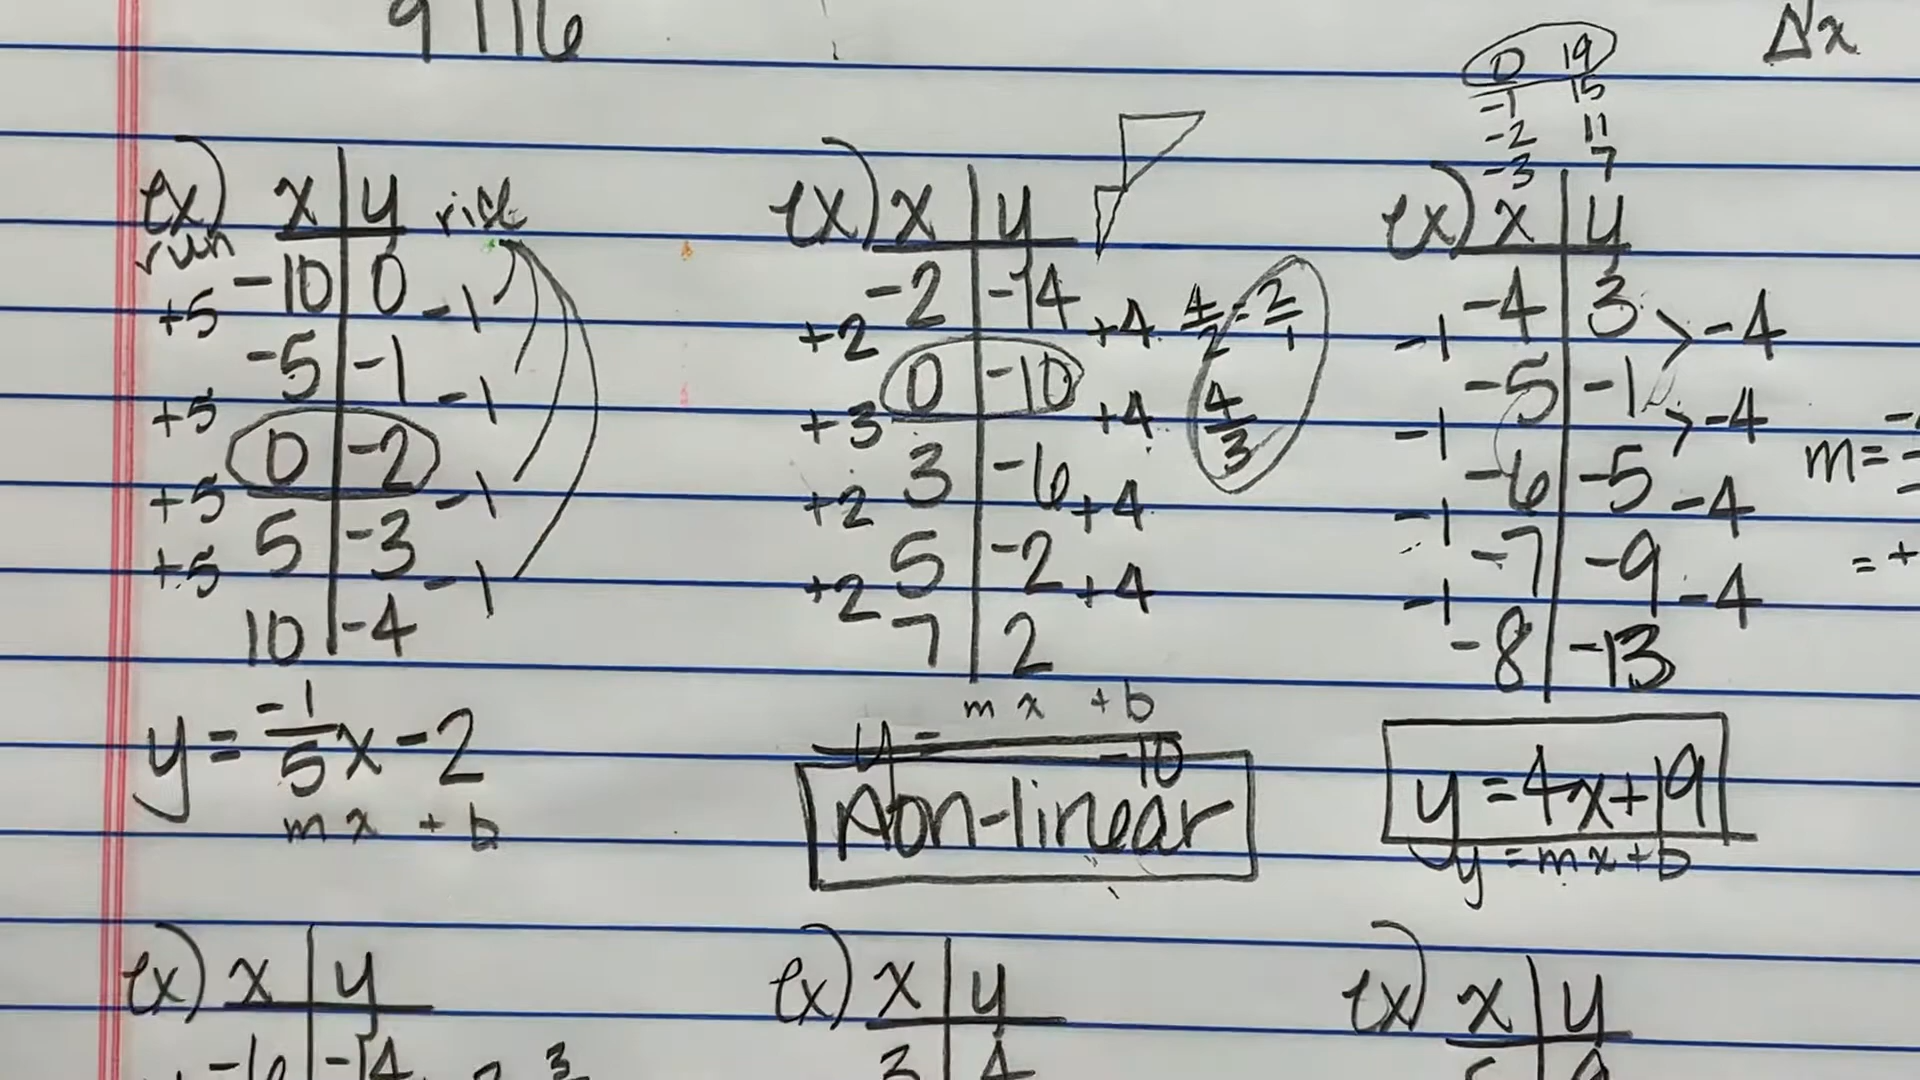 9 116
Δx
0 19
-1 15
-2 11
-3 7
ex) x y rise
run
-10 0
+5 -1
-5 -1
+5 -1
0 -2
+5 -1
5 -3
+5 -1
10 -4
y = -1/5 x - 2
m x + b
ex) x y
-2 -14
+2 +4 4/2 = 2/1
0 -10
+3 +4 4/3
3 -6
+2 +4
5 -2
+2 +4
7 2
m x + b
y = -10
Non-linear
ex) x y
-4 3
-1 > -4
-5 -1
-1 > -4
-6 -5
m =
-1 -4
-7 -9
= +
-1 -4
-8 -13
y = 4x + 19
y = mx + b
ex) x y
-6 -14
ex) x y
3 4
ex) x y